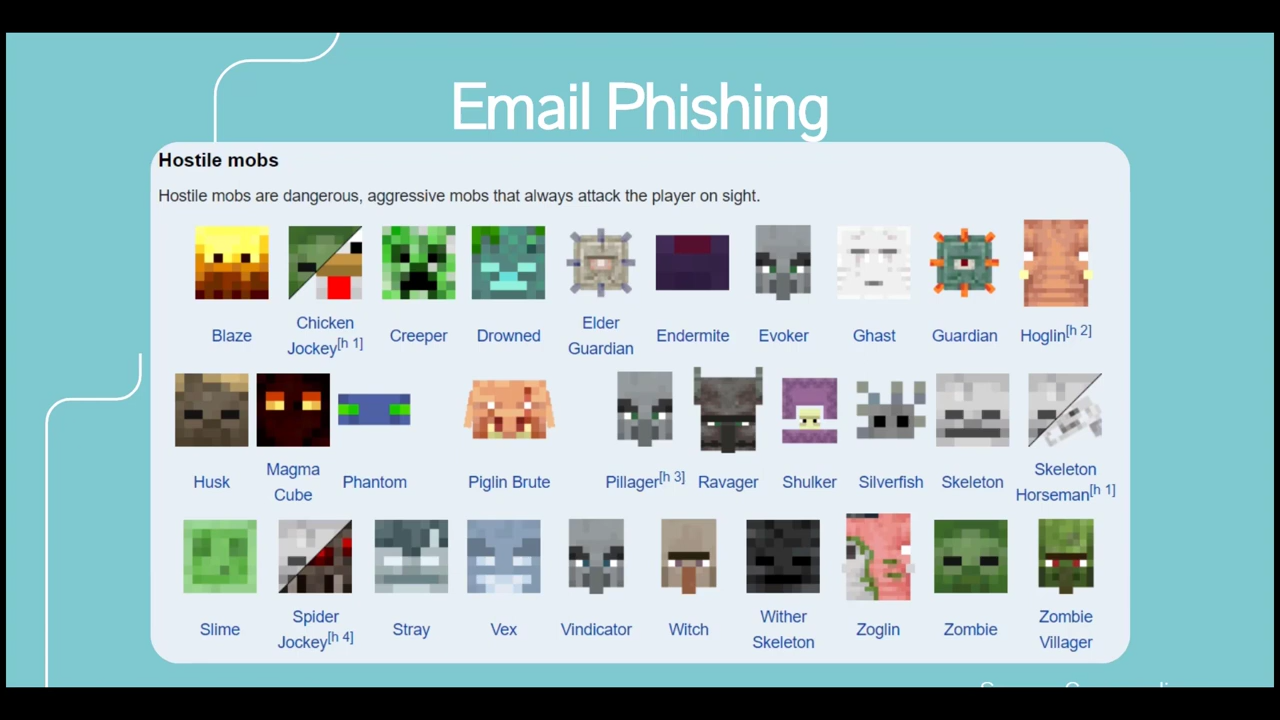 Email Phishing
Hostile mobs
Hostile mobs are dangerous, aggressive mobs that always attack the player on sight.
Blaze
Chicken
Jockey[h 1]
Creeper
Drowned
Elder
Guardian
Endermite
Evoker
Ghast
Guardian
Hoglin[h 2]
Husk
Magma
Cube
Phantom
Piglin Brute
Pillager[h 3]
Ravager
Shulker
Silverfish
Skeleton
Skeleton
Horseman[h 1]
Slime
Spider
Jockey[h 4]
Stray
Vex
Vindicator
Witch
Wither
Skeleton
Zoglin
Zombie
Zombie
Villager